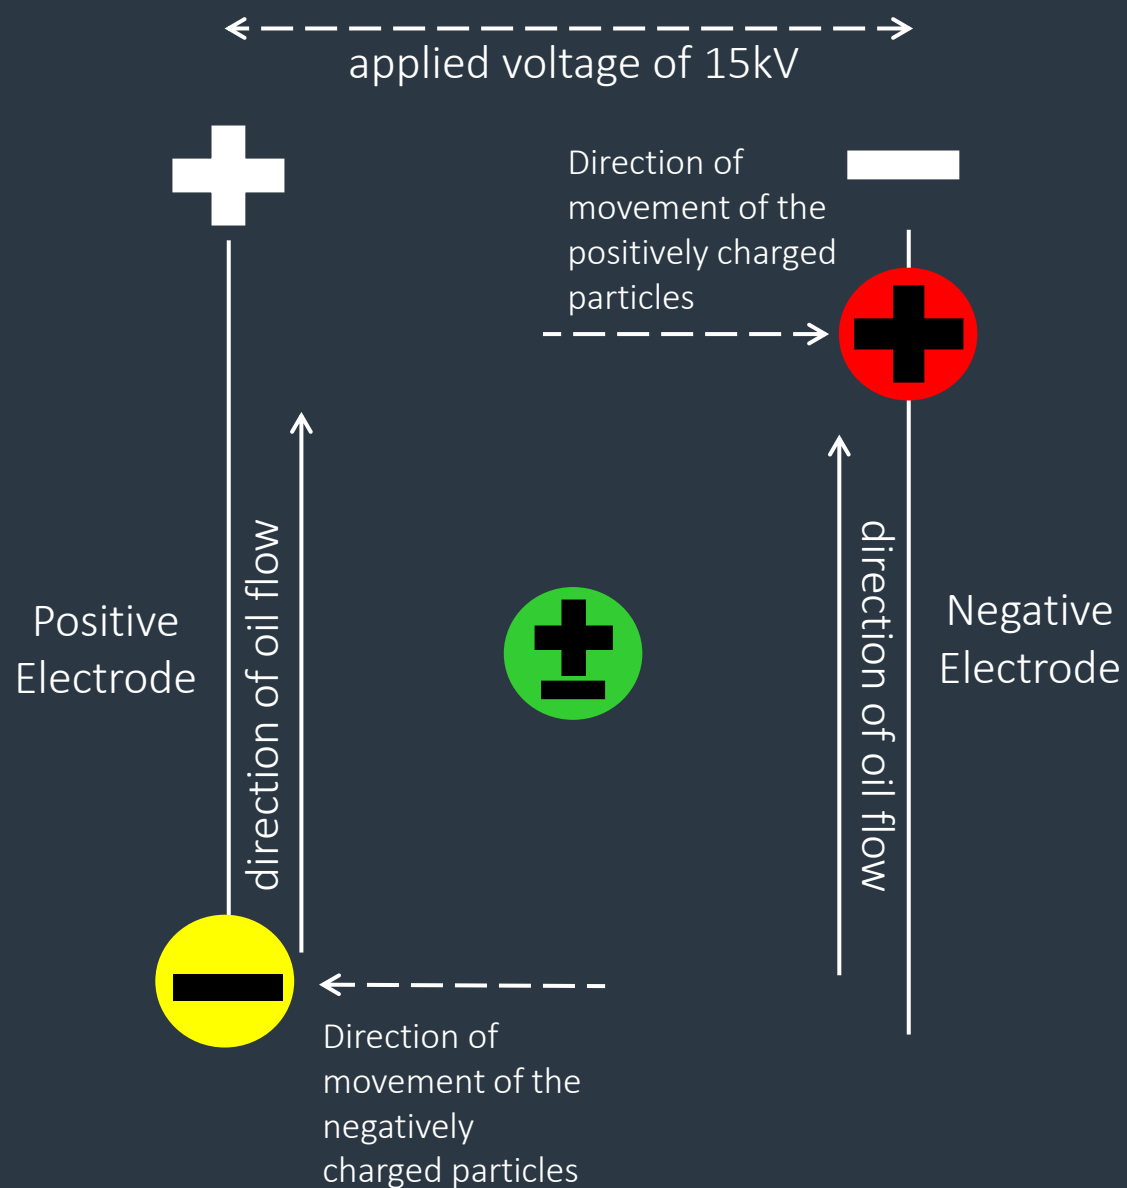 applied voltage of 15kV
Direction of
movement of the
positively charged
particles
direction of oil flow
direction of oil flow
Positive
Electrode
Negative
Electrode
Direction of
movement of the
negatively
charged particles